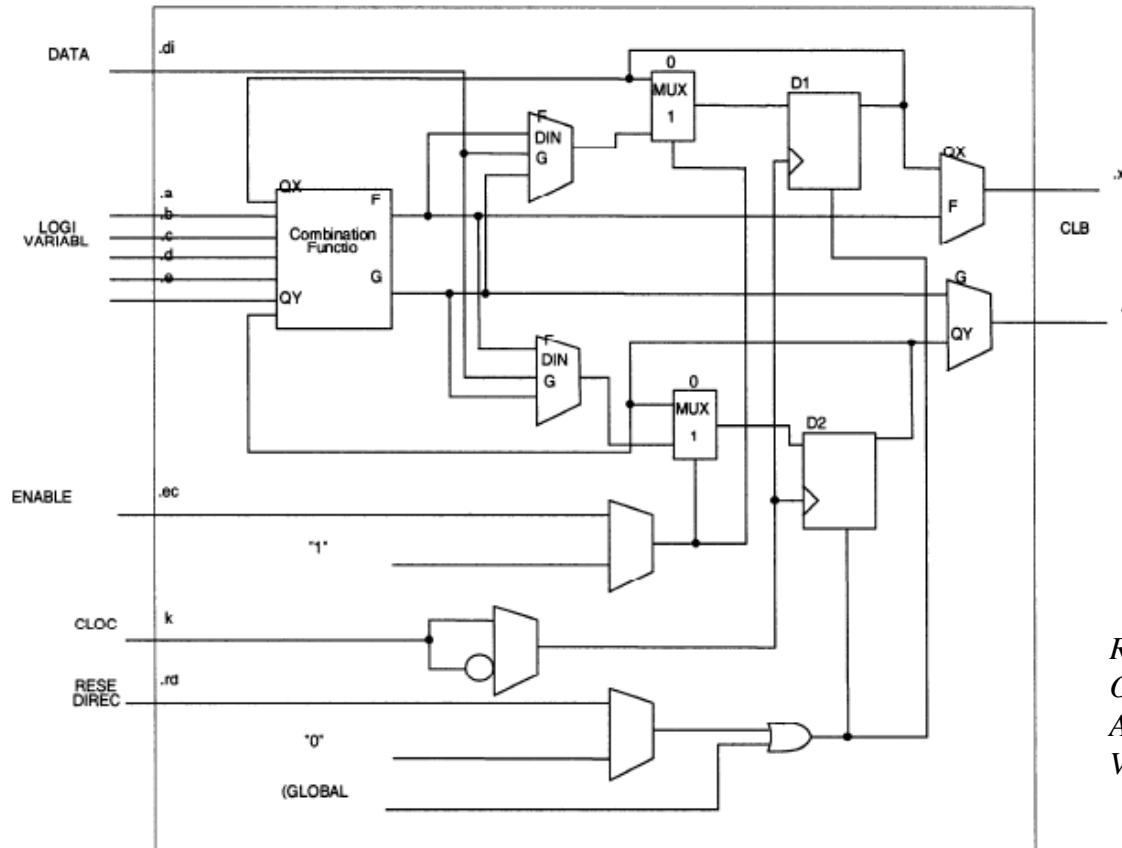 DATA
.di
0
MUX
1
D1
F
DIN
G
QX
F
.x
CLB
.a
.b
.c
.d
.e
LOGI
VARIABL
QX
F
Combination
Functio
G
QY
G
QY
F
DIN
G
0
MUX
1
D2
ENABLE
.ec
"1"
CLOC
k
RESE
DIREC
.rd
"0"
(GLOBAL